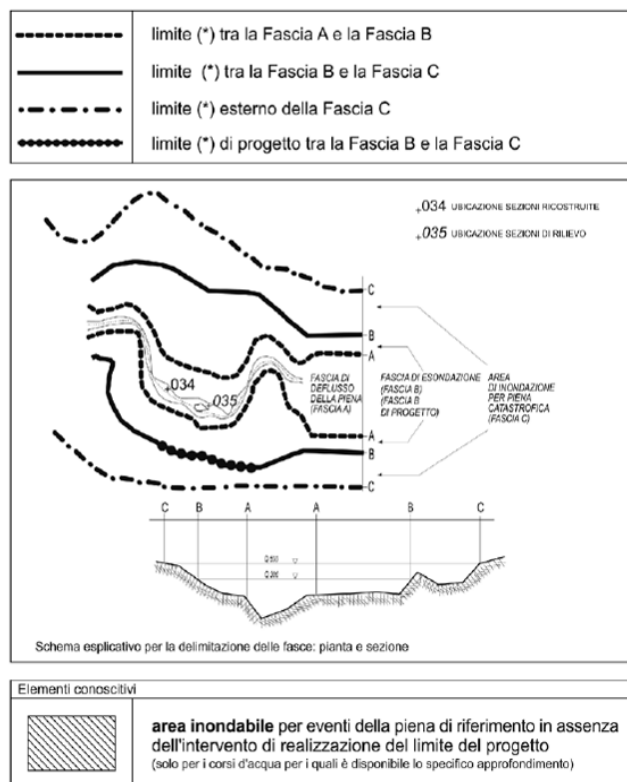 limite (*) tra la Fascia A e la Fascia B
limite (*) tra la Fascia B e la Fascia C
limite (*) esterno della Fascia C
limite (*) di progetto tra la Fascia B e la Fascia C
+034 UBICAZIONE SEZIONI RICOSTRUITE
+035 UBICAZIONE SEZIONI DI RILIEVO
C
B
A
034
035
FASCIA DI
DEFLUSSO
DELLA PIENA
(FASCIA A)
FASCIA DI ESONDAZIONE
(FASCIA B)
(FASCIA B
DI PROGETTO)
AREA
DI INONDAZIONE
PER PIENA
CATASTROFICA
(FASCIA C)
A
B
C
C B A A B C
Schema esplicativo per la delimitazione delle fasce: pianta e sezione
Elementi conoscitivi
area inondabile per eventi della piena di riferimento in assenza
dell'intervento di realizzazione del limite del progetto
(solo per i corsi d'acqua per i quali è disponibile lo specifico approfondimento)